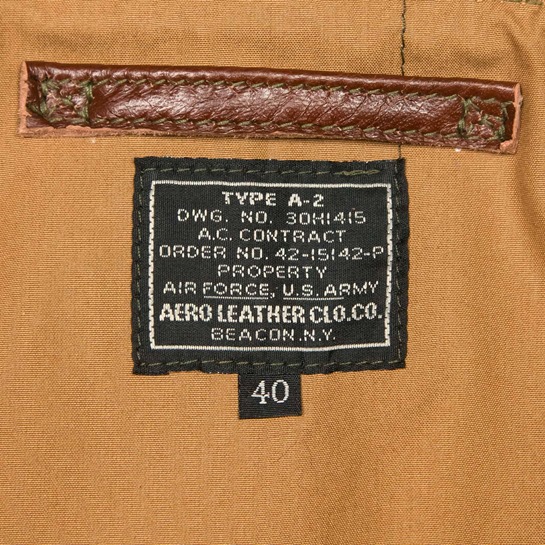 TYPE A-2
DWG. NO. 30H1415
A.C. CONTRACT
ORDER NO. 42-15142-P
PROPERTY
AIR FORCE, U.S. ARMY
AERO LEATHER CLO.CO.
BEACON.N.Y.
40